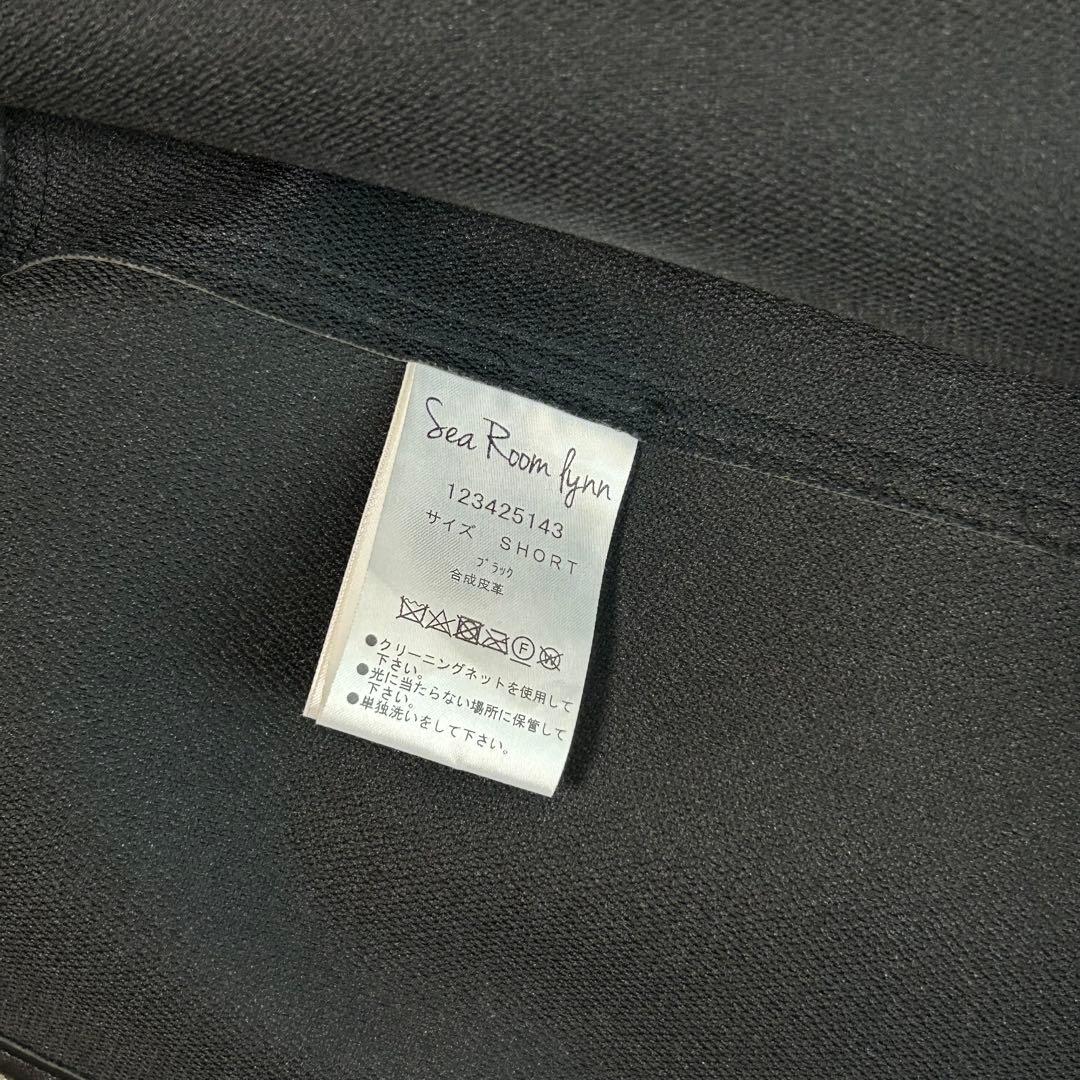 Sea Room lynn
123425143
サイズ SHORT
ﾌﾞﾗｯｸ
合成皮革
F W
●クリーニングネットを使用して
下さい。
●光に当たらない場所に保管して
下さい。
●単独洗いをして下さい。